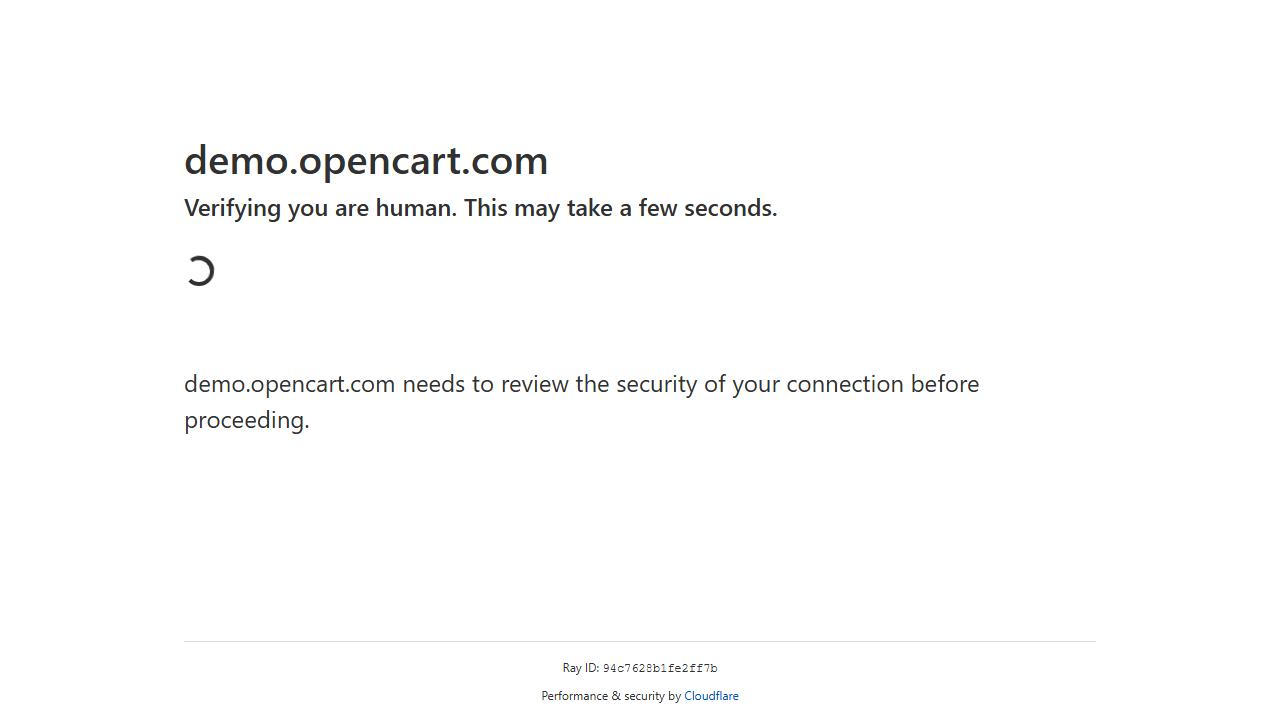 demo.opencart.com
Verifying you are human. This may take a few seconds.
demo.opencart.com needs to review the security of your connection before
proceeding.
Ray ID: 94c7628b1fe2ff7b
Performance & security by Cloudflare